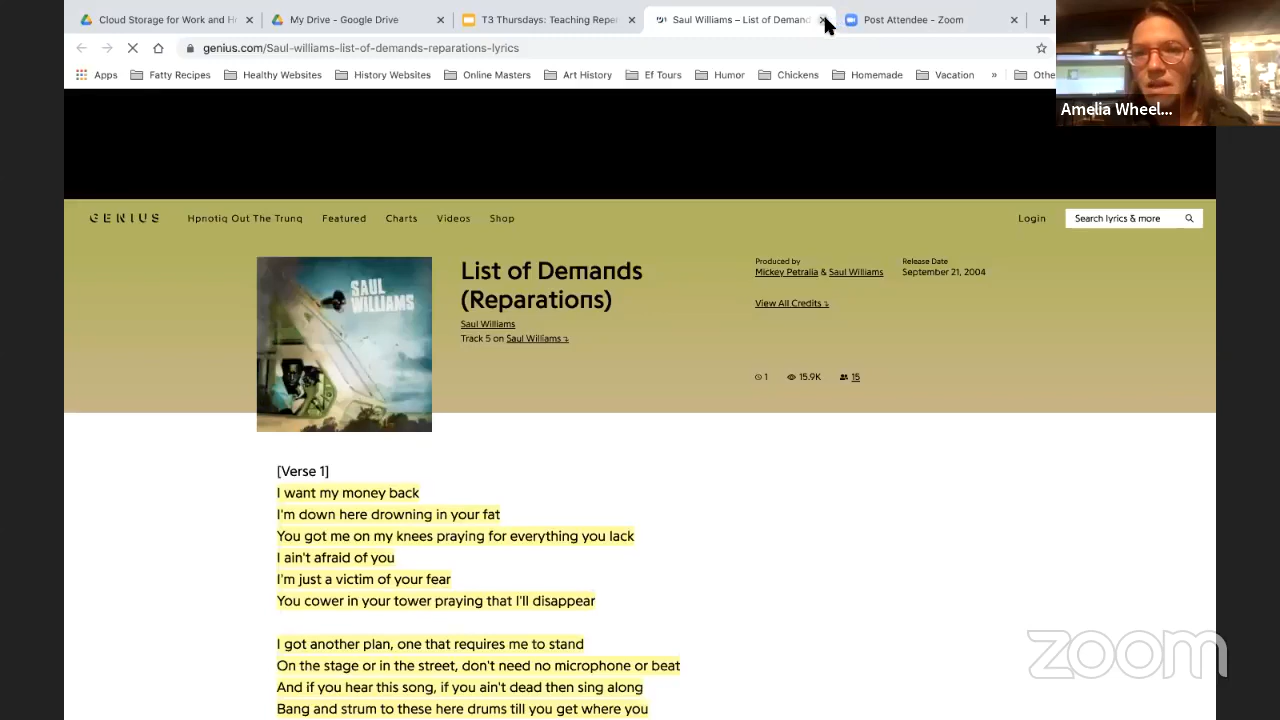 Cloud Storage for Work and H
My Drive - Google Drive
T3 Thursdays: Teaching Repe
Saul Williams – List of Demand
Post Attendee - Zoom
genius.com/Saul-williams-list-of-demands-reparations-lyrics
Apps
Fatty Recipes
Healthy Websites
History Websites
Online Masters
Art History
Ef Tours
Humor
Chickens
Homemade
Vacation
»
Othe
Amelia Wheel...
GENIUS
Hpnotiq Out The Trunq
Featured
Charts
Videos
Shop
Login
Search lyrics & more
SAUL
WILLIAMS
List of Demands
(Reparations)
Saul Williams
Track 5 on Saul Williams
Produced by
Mickey Petralia & Saul Williams
Release Date
September 21, 2004
View All Credits
1
15.9K
15
[Verse 1]
I want my money back
I'm down here drowning in your fat
You got me on my knees praying for everything you lack
I ain't afraid of you
I'm just a victim of your fear
You cower in your tower praying that I'll disappear
I got another plan, one that requires me to stand
On the stage or in the street, don't need no microphone or beat
And if you hear this song, if you ain't dead then sing along
Bang and strum to these here drums till you get where you
zoom